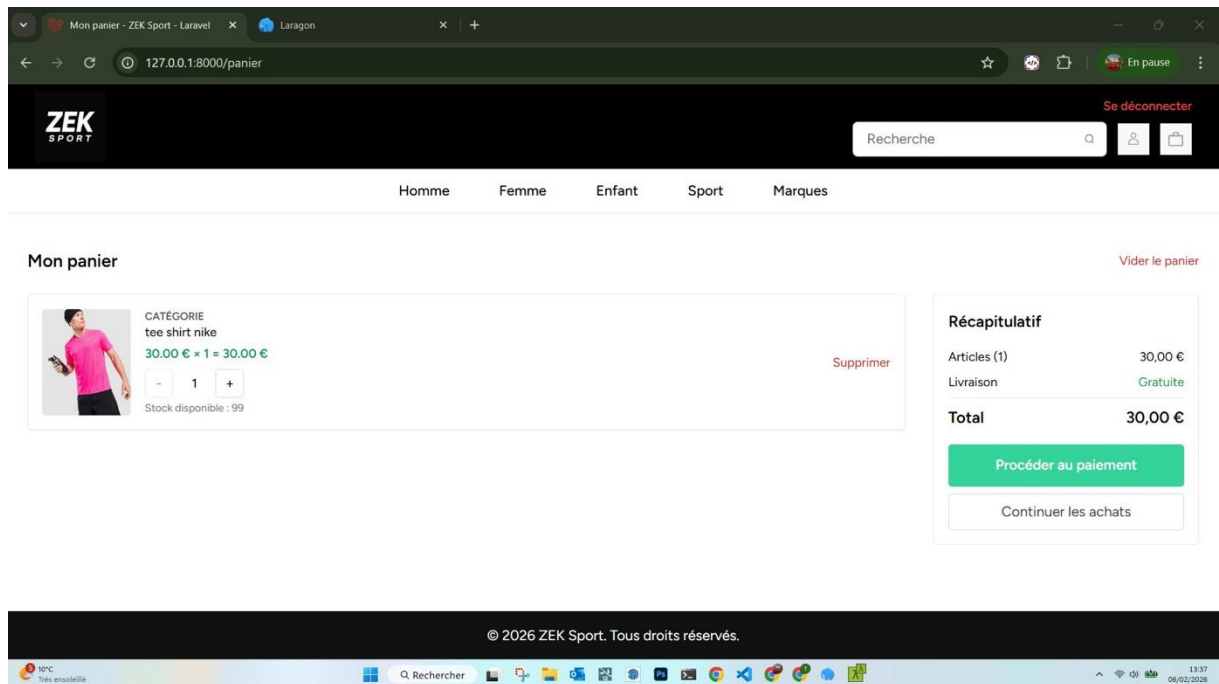 Mon panier - ZEK Sport - Laravel
Laragon
127.0.0.1:8000/panier
En pause
Se déconnecter
ZEK
SPORT
Recherche
Homme Femme Enfant Sport Marques
Mon panier
Vider le panier
CATÉGORIE
tee shirt nike
30.00 € × 1 = 30.00 €
- 1 +
Stock disponible : 99
Supprimer
Récapitulatif
Articles (1) 30,00 €
Livraison Gratuite
Total 30,00 €
Procéder au paiement
Continuer les achats
© 2026 ZEK Sport. Tous droits réservés.
5
10°C
Très ensoleillé
Rechercher
Ps
13:37
06/02/2026